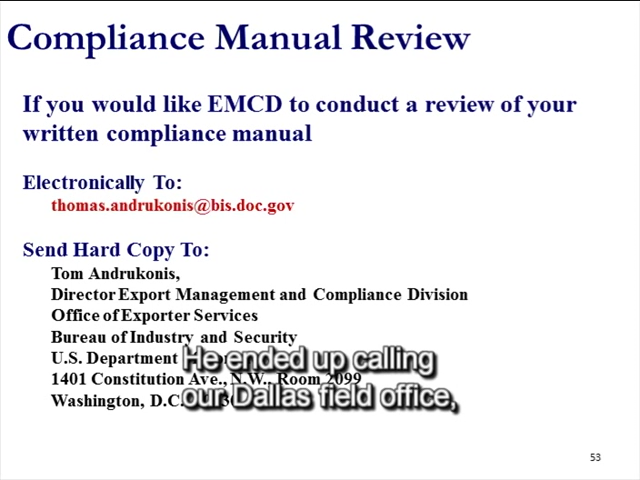 Compliance Manual Review
If you would like EMCD to conduct a review of your
written compliance manual
Electronically To:
thomas.andrukonis@bis.doc.gov
Send Hard Copy To:
Tom Andrukonis,
Director Export Management and Compliance Division
Office of Exporter Services
Bureau of Industry and Security
U.S. Department
1401 Constitution Ave., N.W., Room 2099
Washington, D.C.
He ended up calling
our Dallas field office,
53